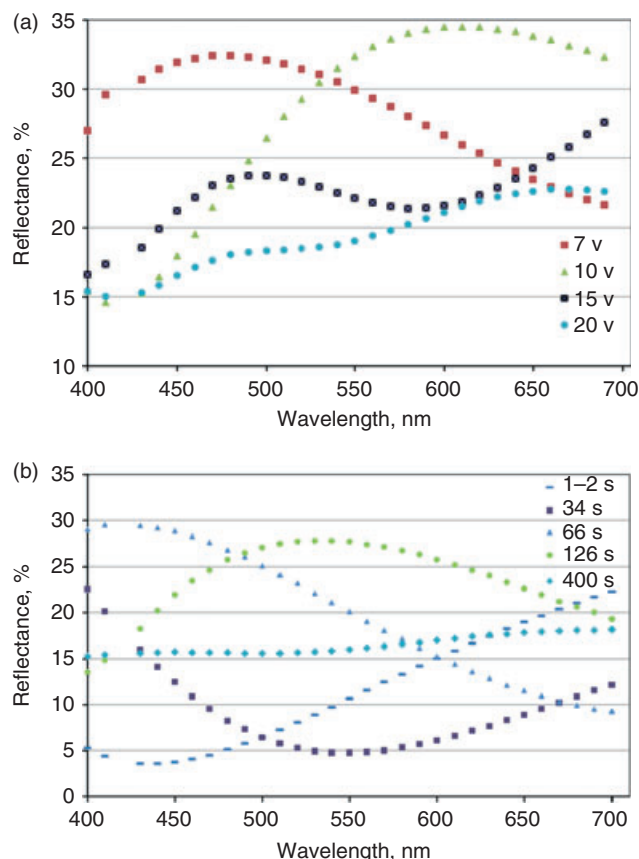 (a)
35
30
25
20
15
10
Reflectance, %
7 v
10 v
15 v
20 v
400 450 500 550 600 650 700
Wavelength, nm
(b)
35
30
25
20
15
10
5
0
Reflectance, %
1–2 s
34 s
66 s
126 s
400 s
400 450 500 550 600 650 700
Wavelength, nm